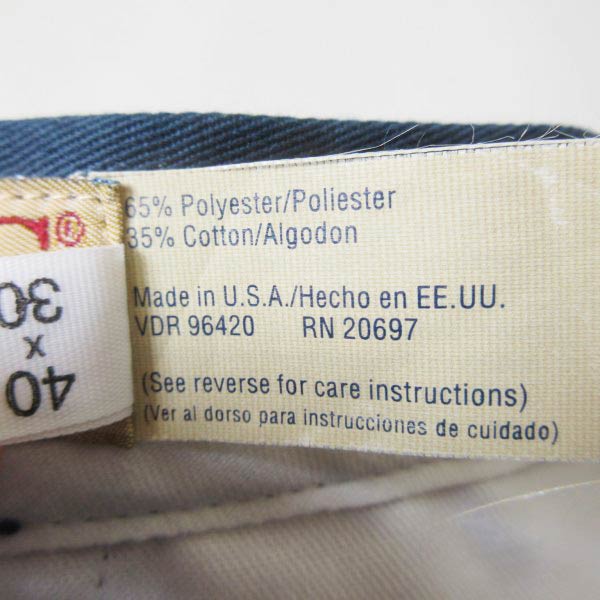 65% Polyester/Poliester
35% Cotton/Algodon
Made in U.S.A./Hecho en EE.UU.
VDR 96420 RN 20697
(See reverse for care instructions)
(Ver al dorso para instrucciones de cuidado)
®
40 x 30